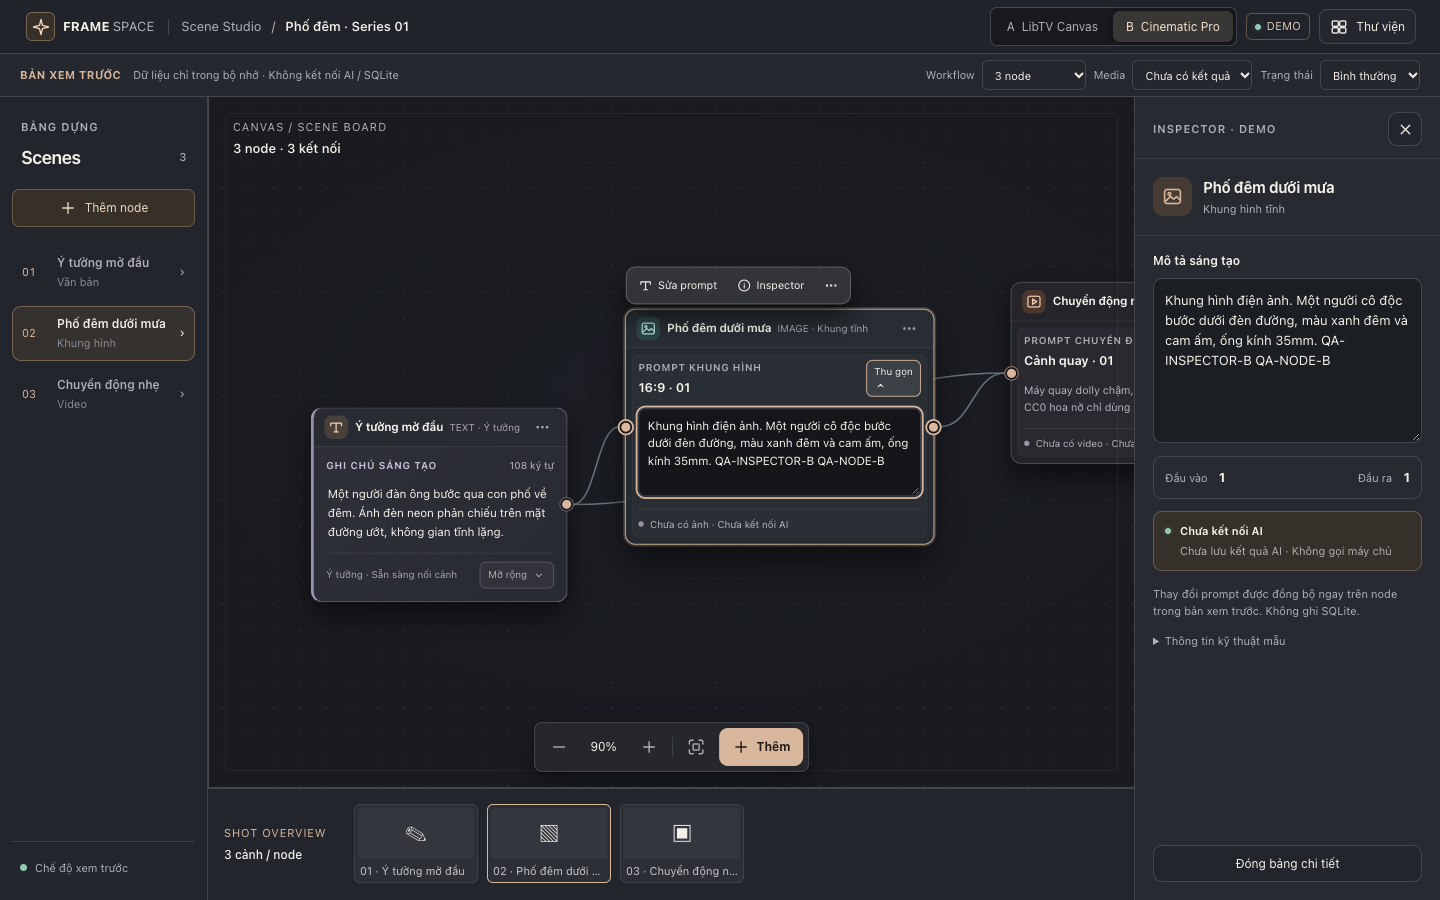 FRAME SPACE
Scene Studio / Phố đêm · Series 01
A LibTV Canvas
B Cinematic Pro
DEMO
Thư viện
BẢN XEM TRƯỚC
Dữ liệu chỉ trong bộ nhớ · Không kết nối AI / SQLite
Workflow
3 node
Media
Chưa có kết quả
Trạng thái
Bình thường
BẢNG DỰNG
Scenes
3
Thêm node
01
Ý tưởng mở đầu
Văn bản
02
Phố đêm dưới mưa
Khung hình
03
Chuyển động nhẹ
Video
Chế độ xem trước
CANVAS / SCENE BOARD
3 node · 3 kết nối
Sửa prompt
Inspector
Ý tưởng mở đầu TEXT · Ý tưởng
GHI CHÚ SÁNG TẠO
108 ký tự
Một người đàn ông bước qua con phố về
đêm. Ánh đèn neon phản chiếu trên mặt
đường ướt, không gian tĩnh lặng.
Ý tưởng · Sẵn sàng nối cảnh
Mở rộng
Phố đêm dưới mưa IMAGE · Khung tĩnh
PROMPT KHUNG HÌNH
16:9 · 01
Thu gọn
Khung hình điện ảnh. Một người cô độc bước
dưới đèn đường, màu xanh đêm và cam ấm, ống
kính 35mm. QA-INSPECTOR-B QA-NODE-B
Chưa có ảnh · Chưa kết nối AI
Chuyển động n
PROMPT CHUYỂN Đ
Cảnh quay · 01
Máy quay dolly chậm,
CC0 hoa nở chỉ dùng
Chưa có video · Chưa
90%
Thêm
SHOT OVERVIEW
3 cảnh / node
01 · Ý tưởng mở đầu
02 · Phố đêm dưới ...
03 · Chuyển động n...
INSPECTOR · DEMO
Phố đêm dưới mưa
Khung hình tĩnh
Mô tả sáng tạo
Khung hình điện ảnh. Một người cô độc
bước dưới đèn đường, màu xanh đêm và
cam ấm, ống kính 35mm. QA-
INSPECTOR-B QA-NODE-B
Đầu vào 1
Đầu ra 1
Chưa kết nối AI
Chưa lưu kết quả AI · Không gọi máy chủ
Thay đổi prompt được đồng bộ ngay trên node
trong bản xem trước. Không ghi SQLite.
Thông tin kỹ thuật mẫu
Đóng bảng chi tiết